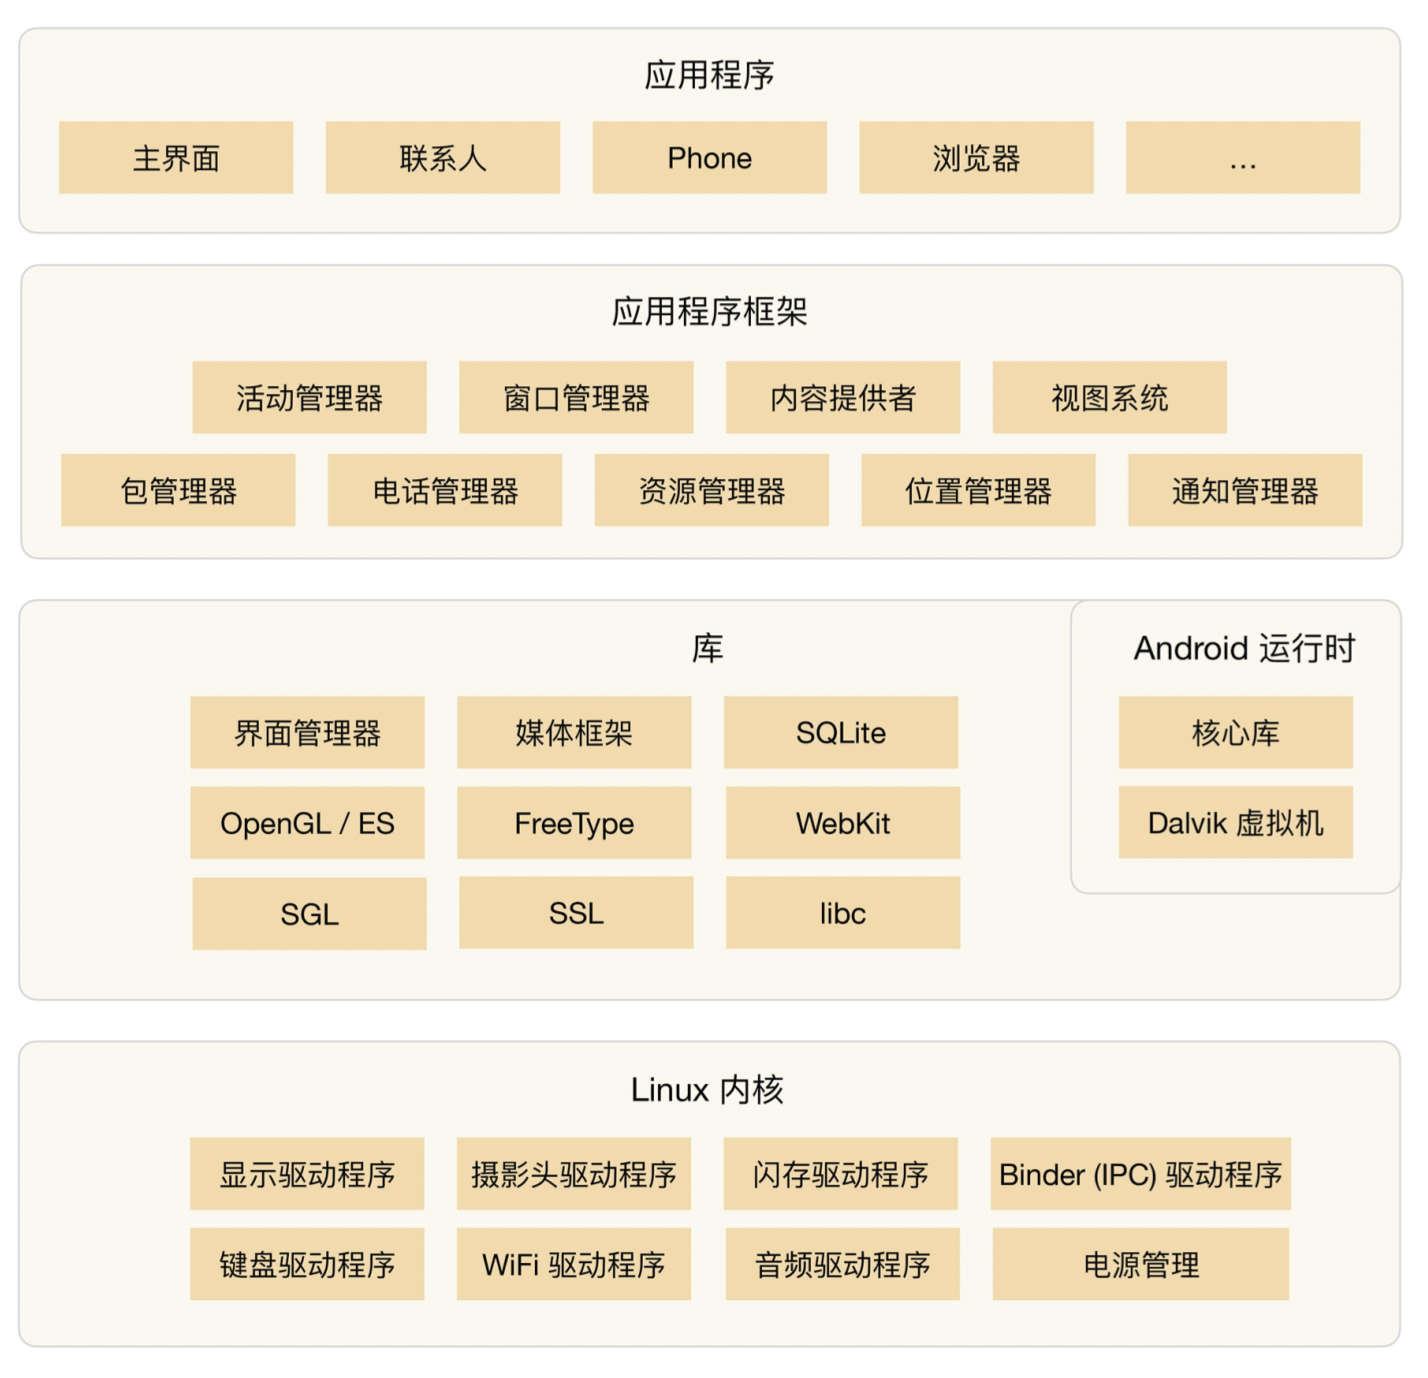 应用程序
主界面 联系人 Phone 浏览器 ...
应用程序框架
活动管理器 窗口管理器 内容提供者 视图系统
包管理器 电话管理器 资源管理器 位置管理器 通知管理器
库
界面管理器 媒体框架 SQLite
OpenGL / ES FreeType WebKit
SGL SSL libc
Android 运行时
核心库
Dalvik 虚拟机
Linux 内核
显示驱动程序 摄影头驱动程序 闪存驱动程序 Binder (IPC) 驱动程序
键盘驱动程序 WiFi 驱动程序 音频驱动程序 电源管理